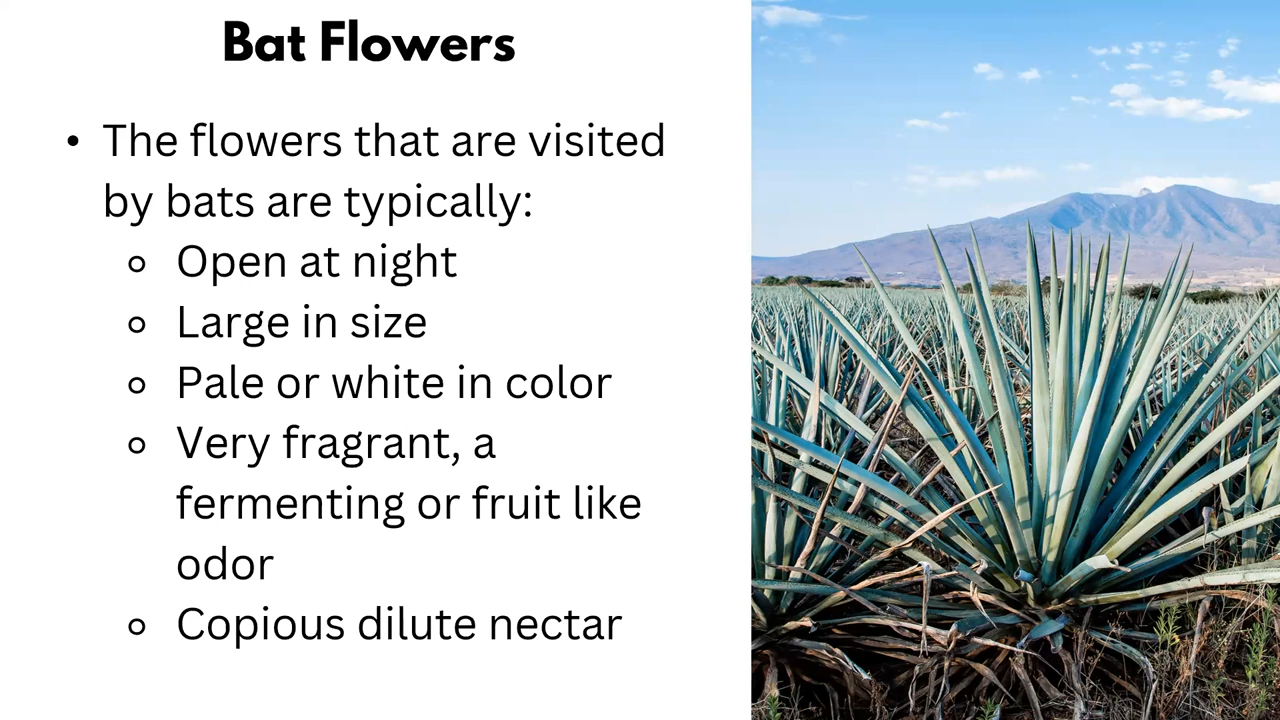 Bat Flowers
• The flowers that are visited
by bats are typically:
◦ Open at night
◦ Large in size
◦ Pale or white in color
◦ Very fragrant, a
fermenting or fruit like
odor
◦ Copious dilute nectar